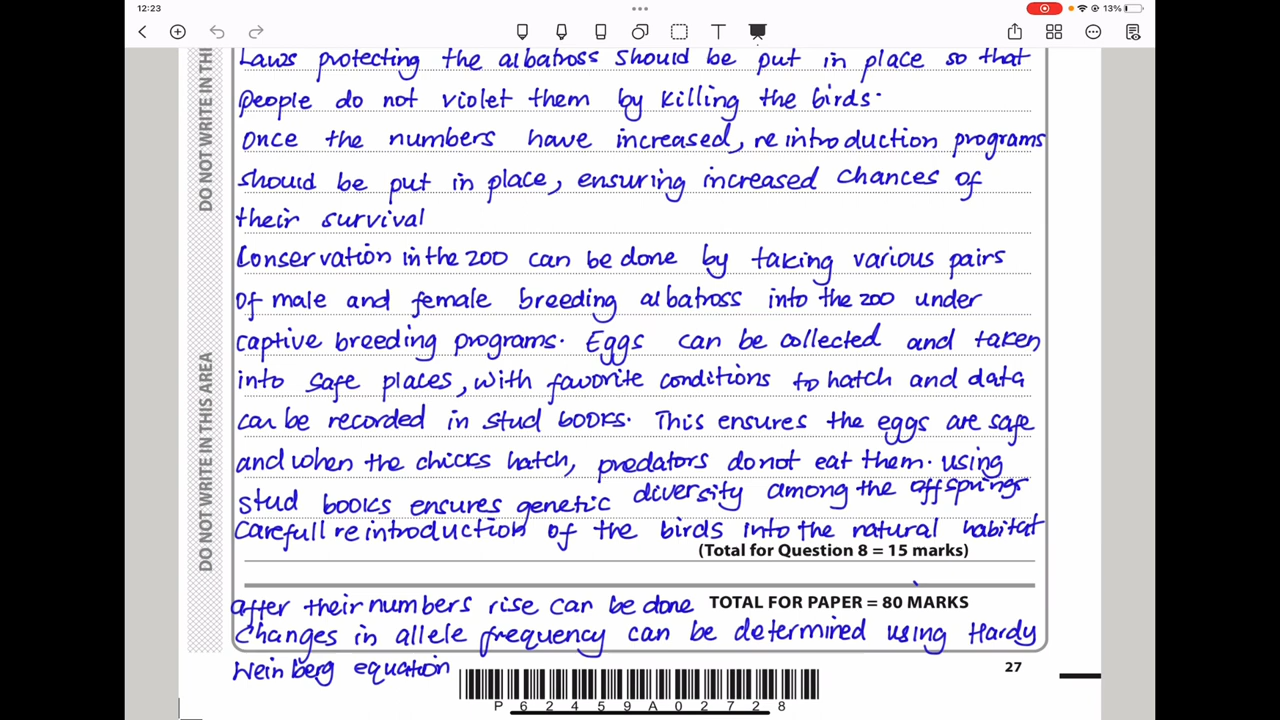 12:23
13%
DO NOT WRITE IN THI
Laws protecting the albatross should be put in place so that
people do not violet them by killing the birds.
Once the numbers have increased, reintroduction programs
should be put in place, ensuring increased chances of
their survival
Conservation in the zoo can be done by taking various pairs
of male and female breeding albatross into the zoo under
captive breeding programs. Eggs can be collected and taken
into safe places, with favorite conditions to hatch and data
can be recorded in stud books. This ensures the eggs are safe
and when the chicks hatch, predators do not eat them. using
stud books ensures genetic diversity among the offsprings
Carefull reintroduction of the birds into the natural habitat
DO NOT WRITE IN THIS AREA
(Total for Question 8 = 15 marks)
after their numbers rise can be done TOTAL FOR PAPER = 80 MARKS
Changes in allele frequency can be determined using Hardy
Weinberg equation
27
P62459A02728